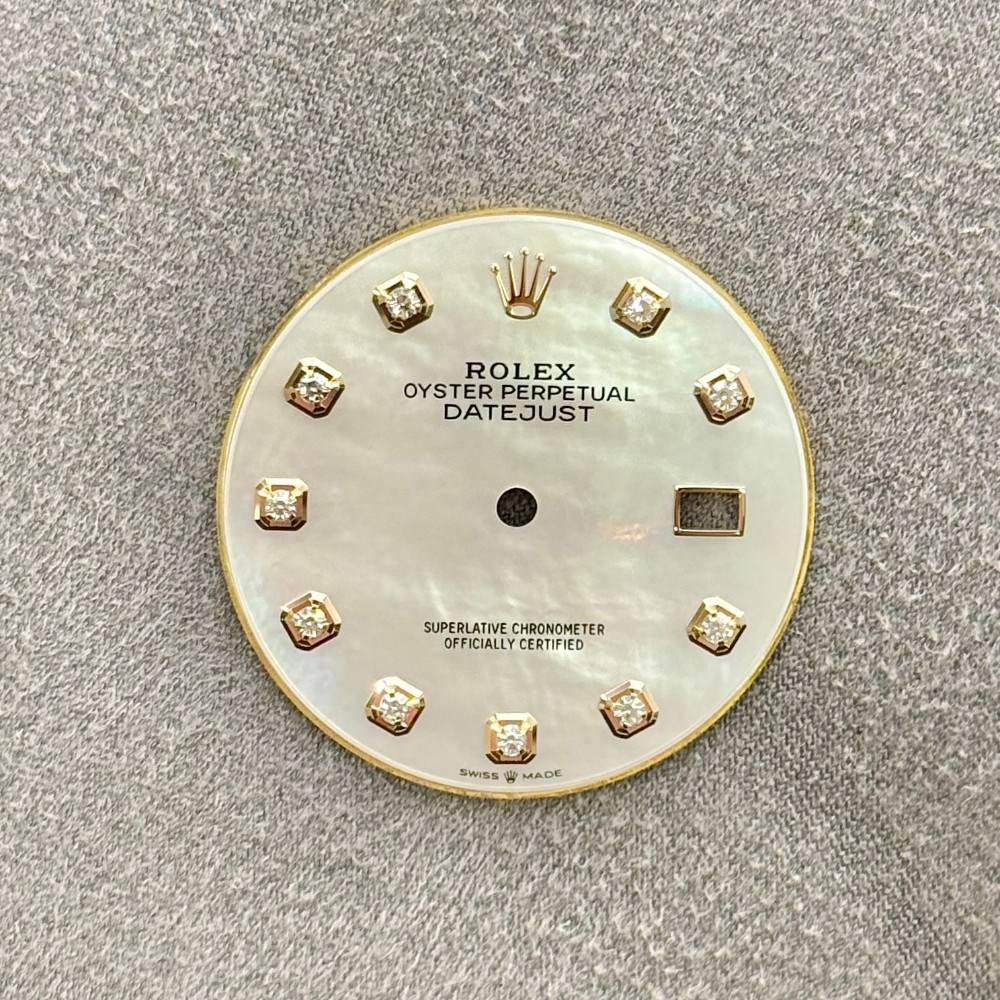 ROLEX
OYSTER PERPETUAL
DATEJUST
SUPERLATIVE CHRONOMETER
OFFICIALLY CERTIFIED
SWISS MADE